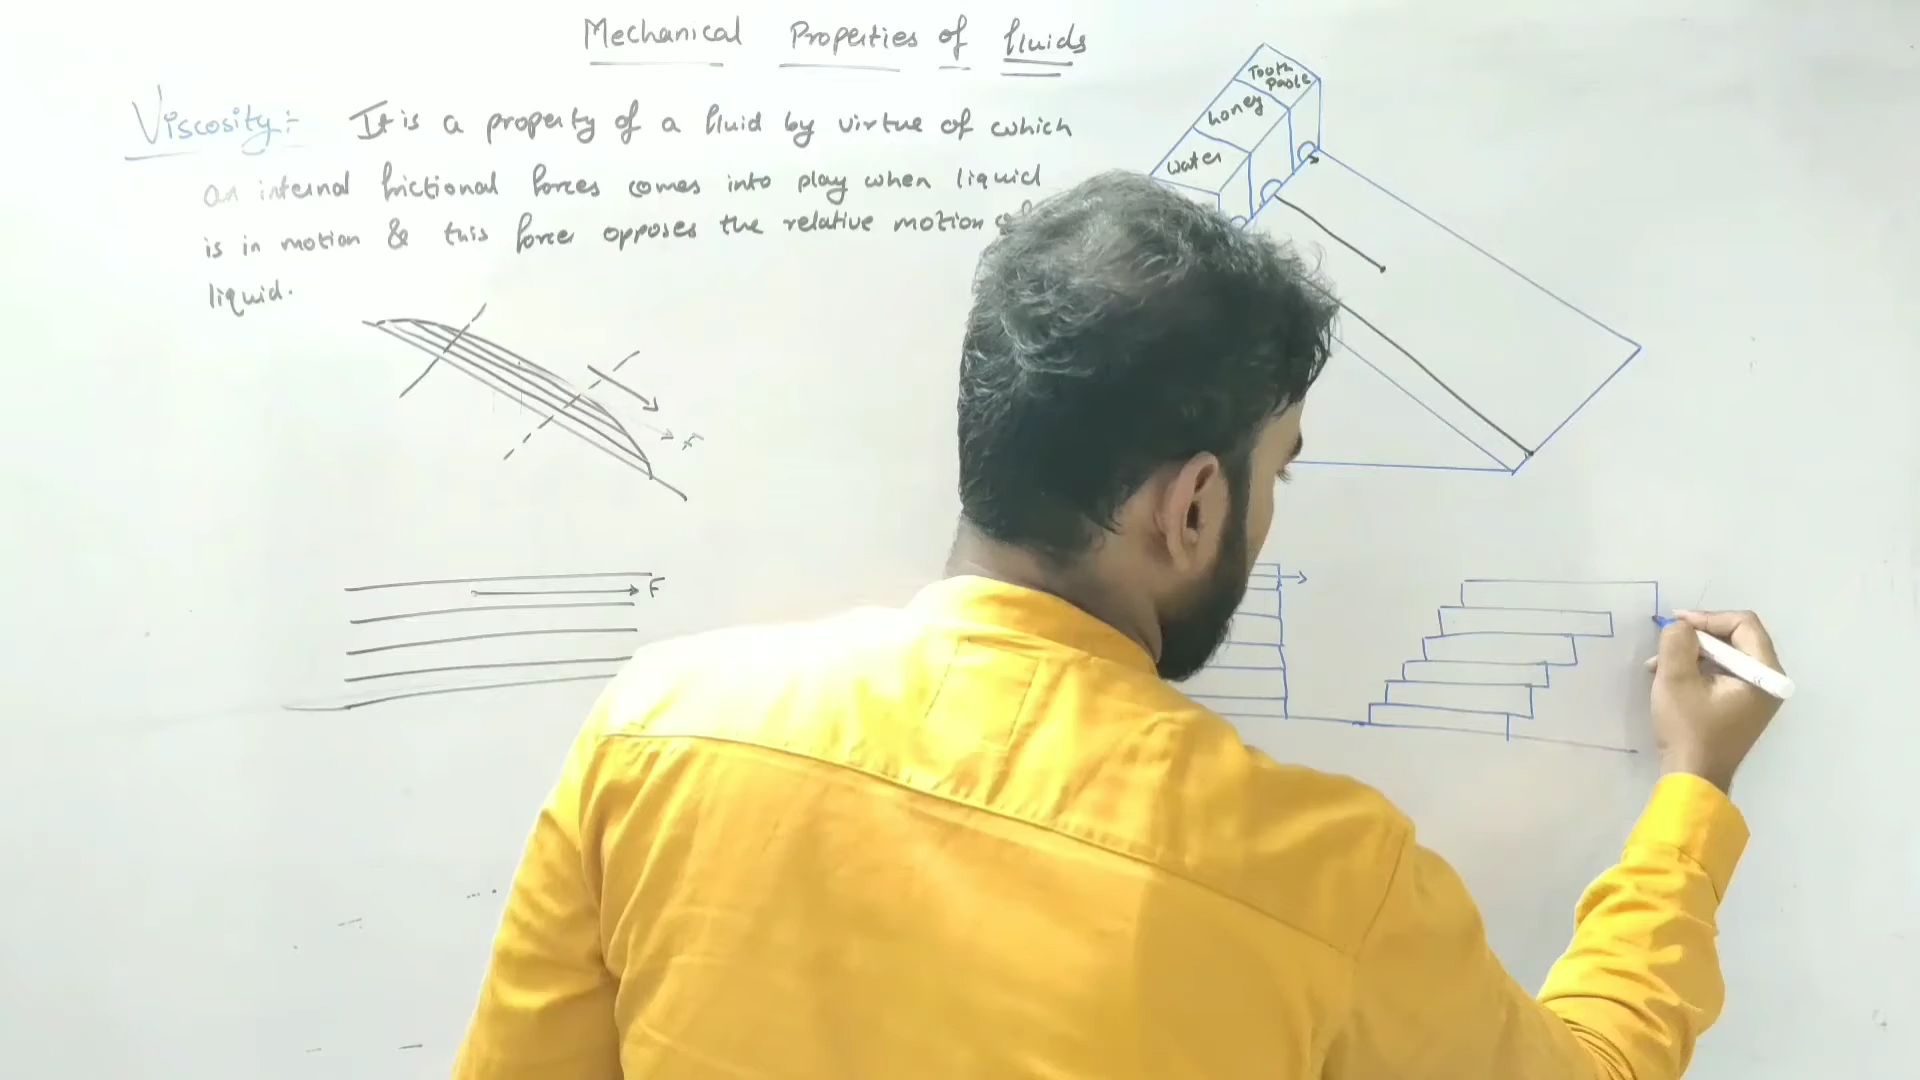 Mechanical Properties of fluids
Viscosity:- It is a property of a fluid by virtue of which
an internal frictional forces comes into play when liquid
is in motion & this force opposes the relative motion
liquid.
Tooth
paste
honey
water
F
F